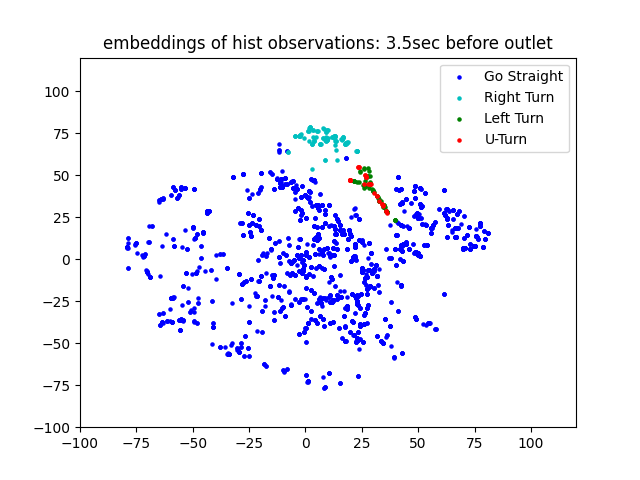 embeddings of hist observations: 3.5sec before outlet
Go Straight
Right Turn
Left Turn
U-Turn
100
75
50
25
0
−25
−50
−75
−100
−100 −75 −50 −25 0 25 50 75 100